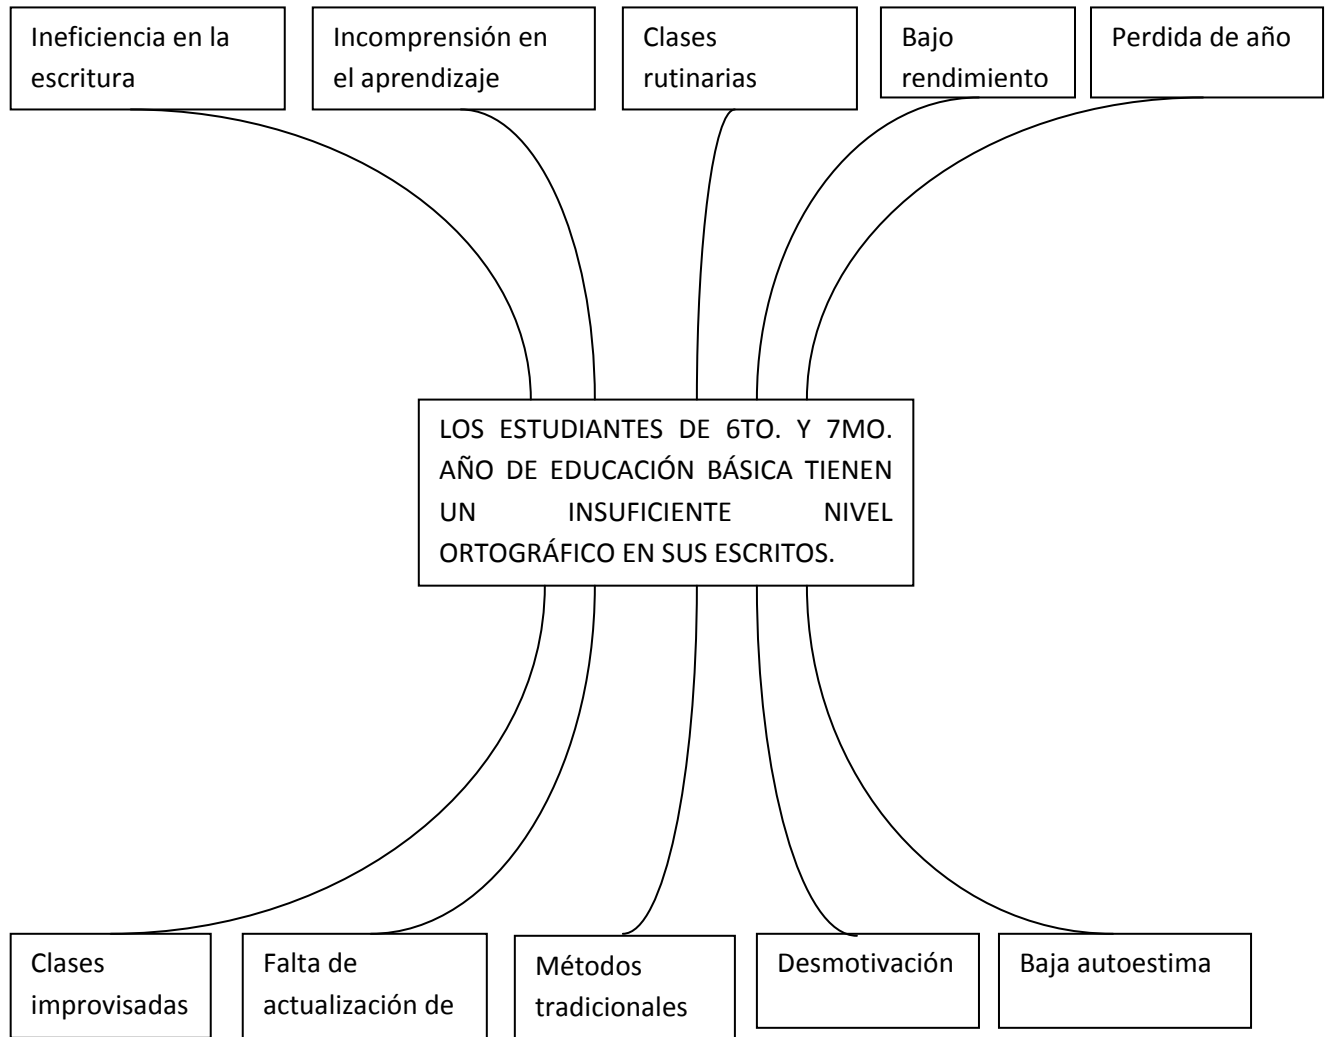 Ineficiencia en la
escritura
Incomprensión en
el aprendizaje
Clases
rutinarias
Bajo
rendimiento
Perdida de año
LOS ESTUDIANTES DE 6TO. Y 7MO.
AÑO DE EDUCACIÓN BÁSICA TIENEN
UN INSUFICIENTE NIVEL
ORTOGRÁFICO EN SUS ESCRITOS.
Clases
improvisadas
Falta de
actualización de
Métodos
tradicionales
Desmotivación
Baja autoestima